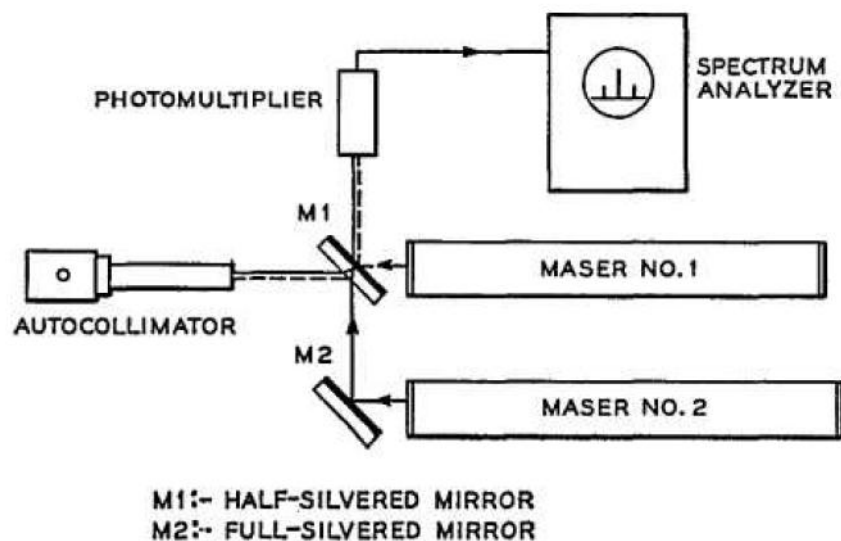 PHOTOMULTIPLIER
SPECTRUM
ANALYZER
M1
MASER NO. 1
AUTOCOLLIMATOR
M2
MASER NO. 2
M1:- HALF-SILVERED MIRROR
M2:- FULL-SILVERED MIRROR